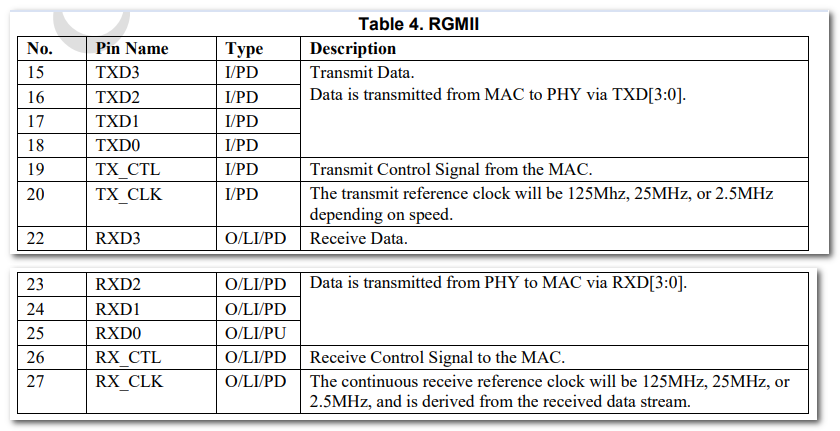 Table 4. RGMII
No. Pin Name Type Description
15 TXD3 I/PD Transmit Data.
16 TXD2 I/PD Data is transmitted from MAC to PHY via TXD[3:0].
17 TXD1 I/PD
18 TXD0 I/PD
19 TX_CTL I/PD Transmit Control Signal from the MAC.
20 TX_CLK I/PD The transmit reference clock will be 125Mhz, 25MHz, or 2.5MHz
depending on speed.
22 RXD3 O/LI/PD Receive Data.
23 RXD2 O/LI/PD Data is transmitted from PHY to MAC via RXD[3:0].
24 RXD1 O/LI/PD
25 RXD0 O/LI/PU
26 RX_CTL O/LI/PD Receive Control Signal to the MAC.
27 RX_CLK O/LI/PD The continuous receive reference clock will be 125MHz, 25MHz, or
2.5MHz, and is derived from the received data stream.